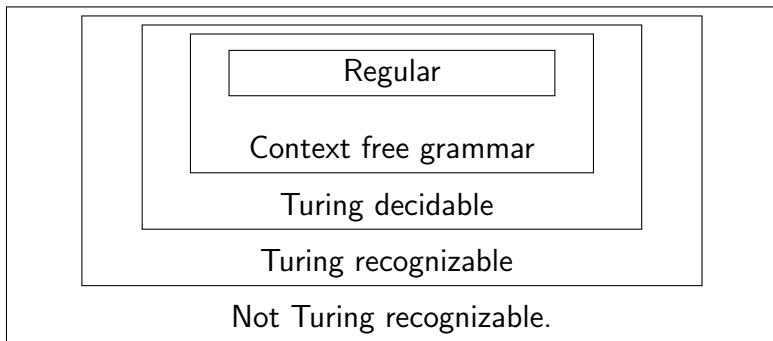 Regular
Context free grammar
Turing decidable
Turing recognizable
Not Turing recognizable.